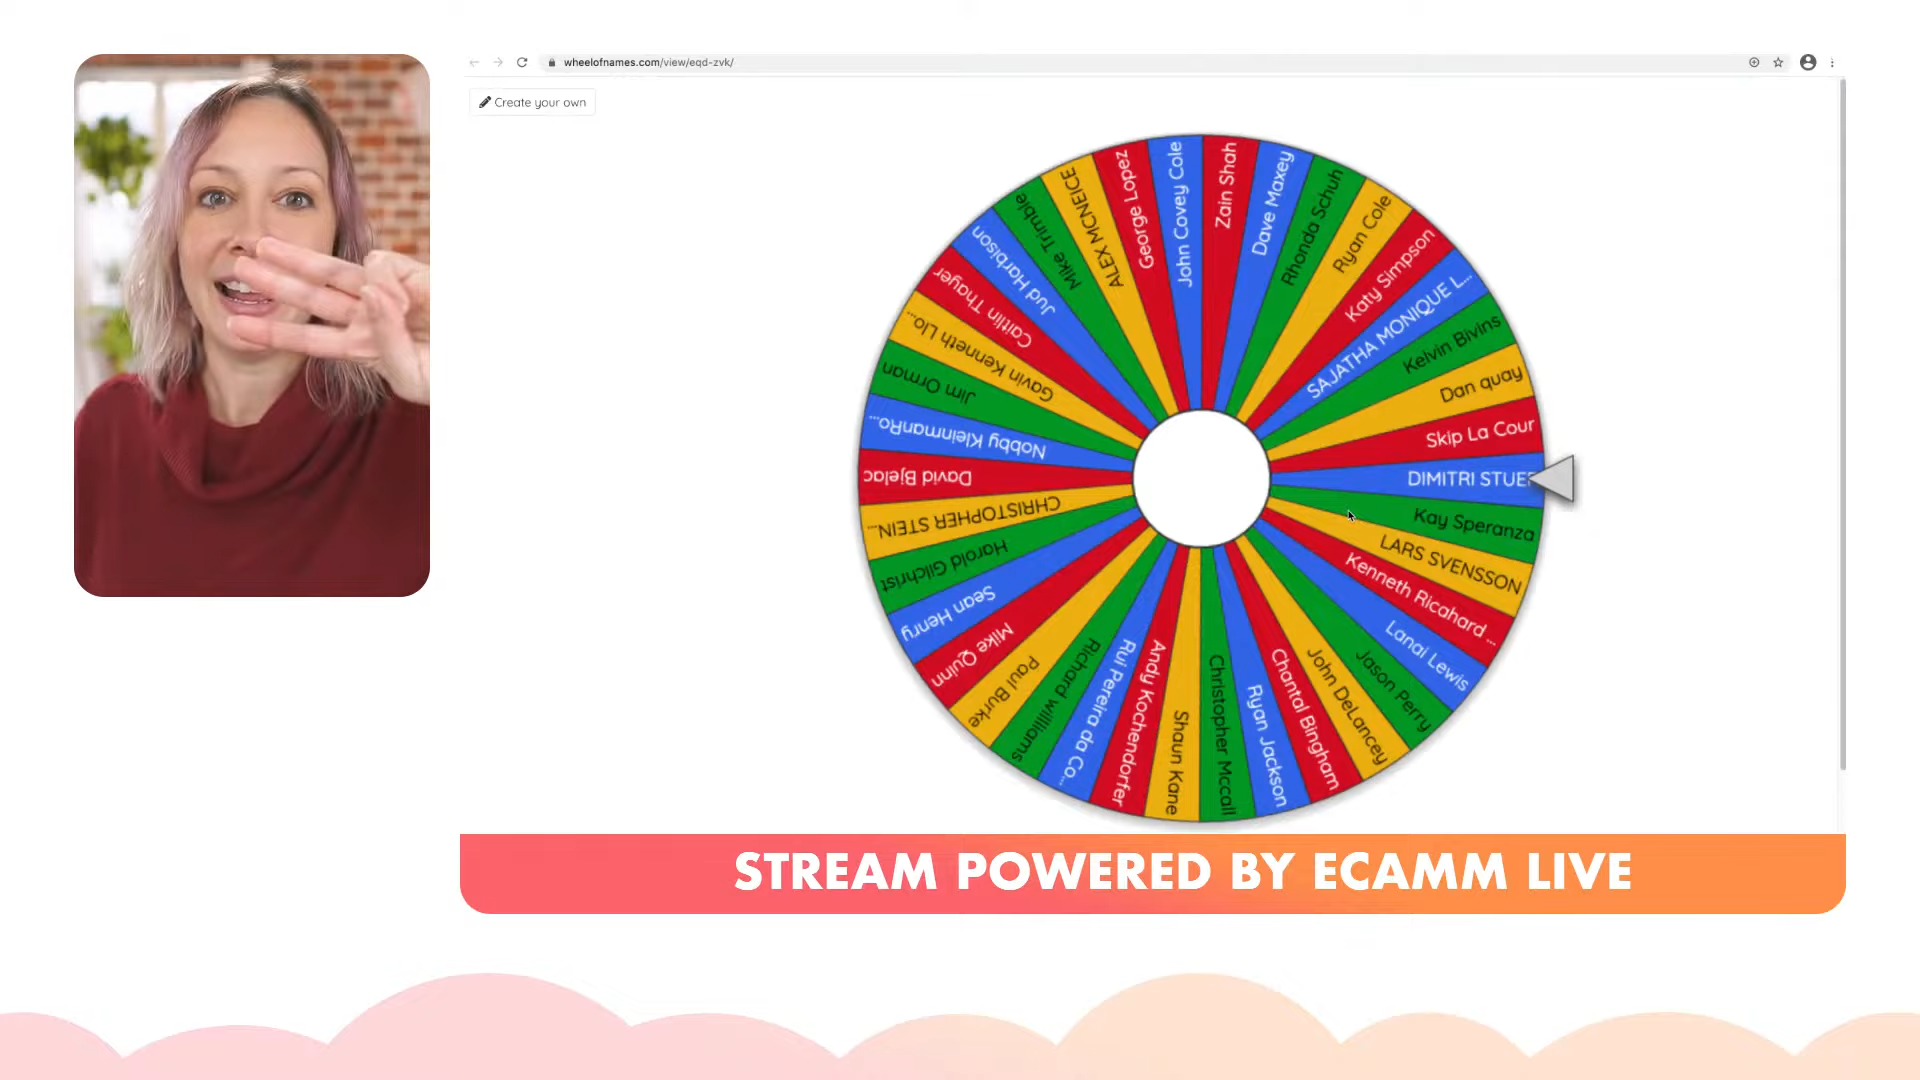 wheelofnames.com/view/eqd-zvk/
Create your own
John Covey Cole
Zain Shah
Dave Maxey
Rhonda Schuh
Ryan Cole
Katy Simpson
SAJATHA MONIQUE L...
Kelvin Bivins
Dan quay
Skip La Cour
DIMITRI STUE
Kay Speranza
LARS SVENSSON
Kenneth Ricahard ...
Lanai Lewis
Jason Perry
John DeLancey
Chantal Bingham
Ryan Jackson
Christopher Mccall
Shaun Kane
Andy Kochendorfer
Rui Pereira da Co...
Richard williams
Paul Burke
Mike Quinn
Sean Henry
Harold Gilchrist
CHRISTOPHER STEIN...
David Bjelac
Nobby KleinmanRo...
Jim Orman
Gavin Kenneth Llo...
Caitlin Thayer
Jud Harbison
Mike Trimble
ALEX MCNEICE
George Lopez
STREAM POWERED BY ECAMM LIVE